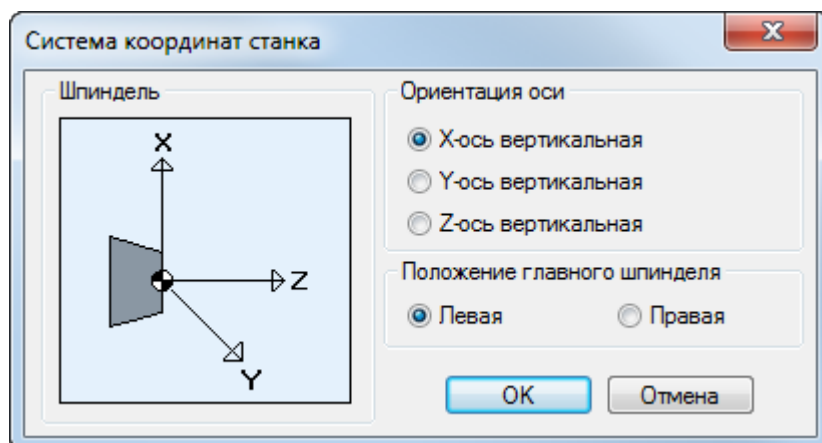 Система координат станка
Шпиндель
X
Z
Y
Ориентация оси
X-ось вертикальная
Y-ось вертикальная
Z-ось вертикальная
Положение главного шпинделя
Левая
Правая
OK
Отмена